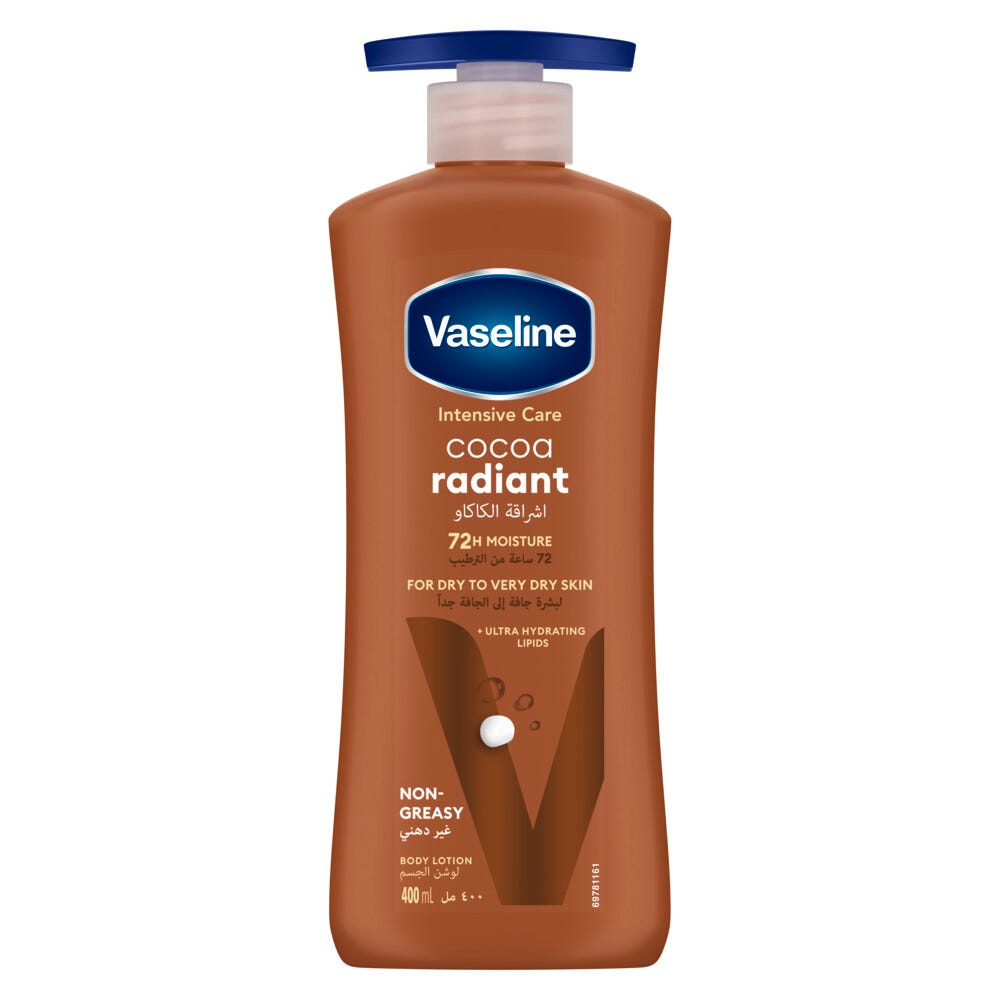 Vaseline
Intensive Care
cocoa
radiant
اشراقة الكاكاو
72H MOISTURE
72 ساعة من الترطيب
FOR DRY TO VERY DRY SKIN
لبشرة جافة إلى الجافة جداً
+ ULTRA HYDRATING
LIPIDS
NON-
GREASY
غير دهني
BODY LOTION
لوشن الجسم
400 mL ٤٠٠ مل
69781161